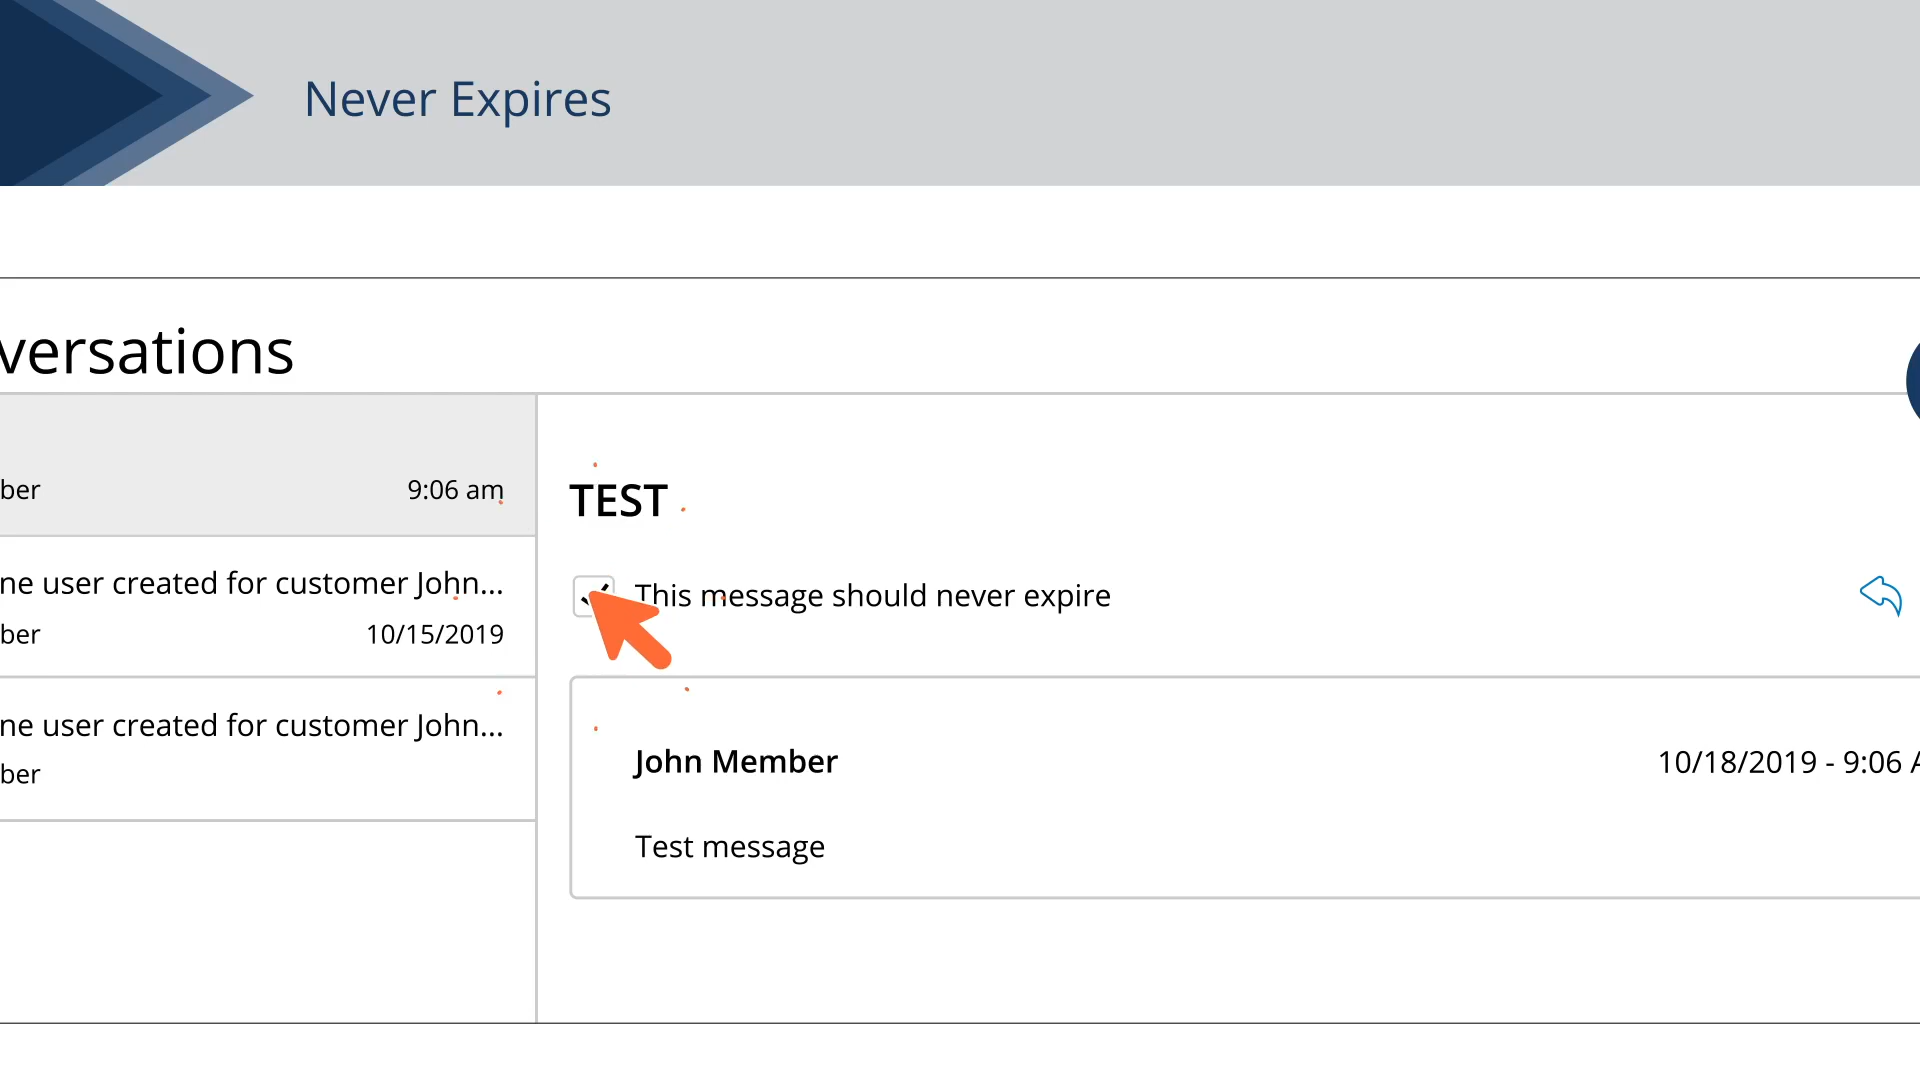 Never Expires
versations
ber 9:06 am
ne user created for customer John...
ber 10/15/2019
ne user created for customer John...
ber
TEST
This message should never expire
John Member 10/18/2019 - 9:06 A
Test message